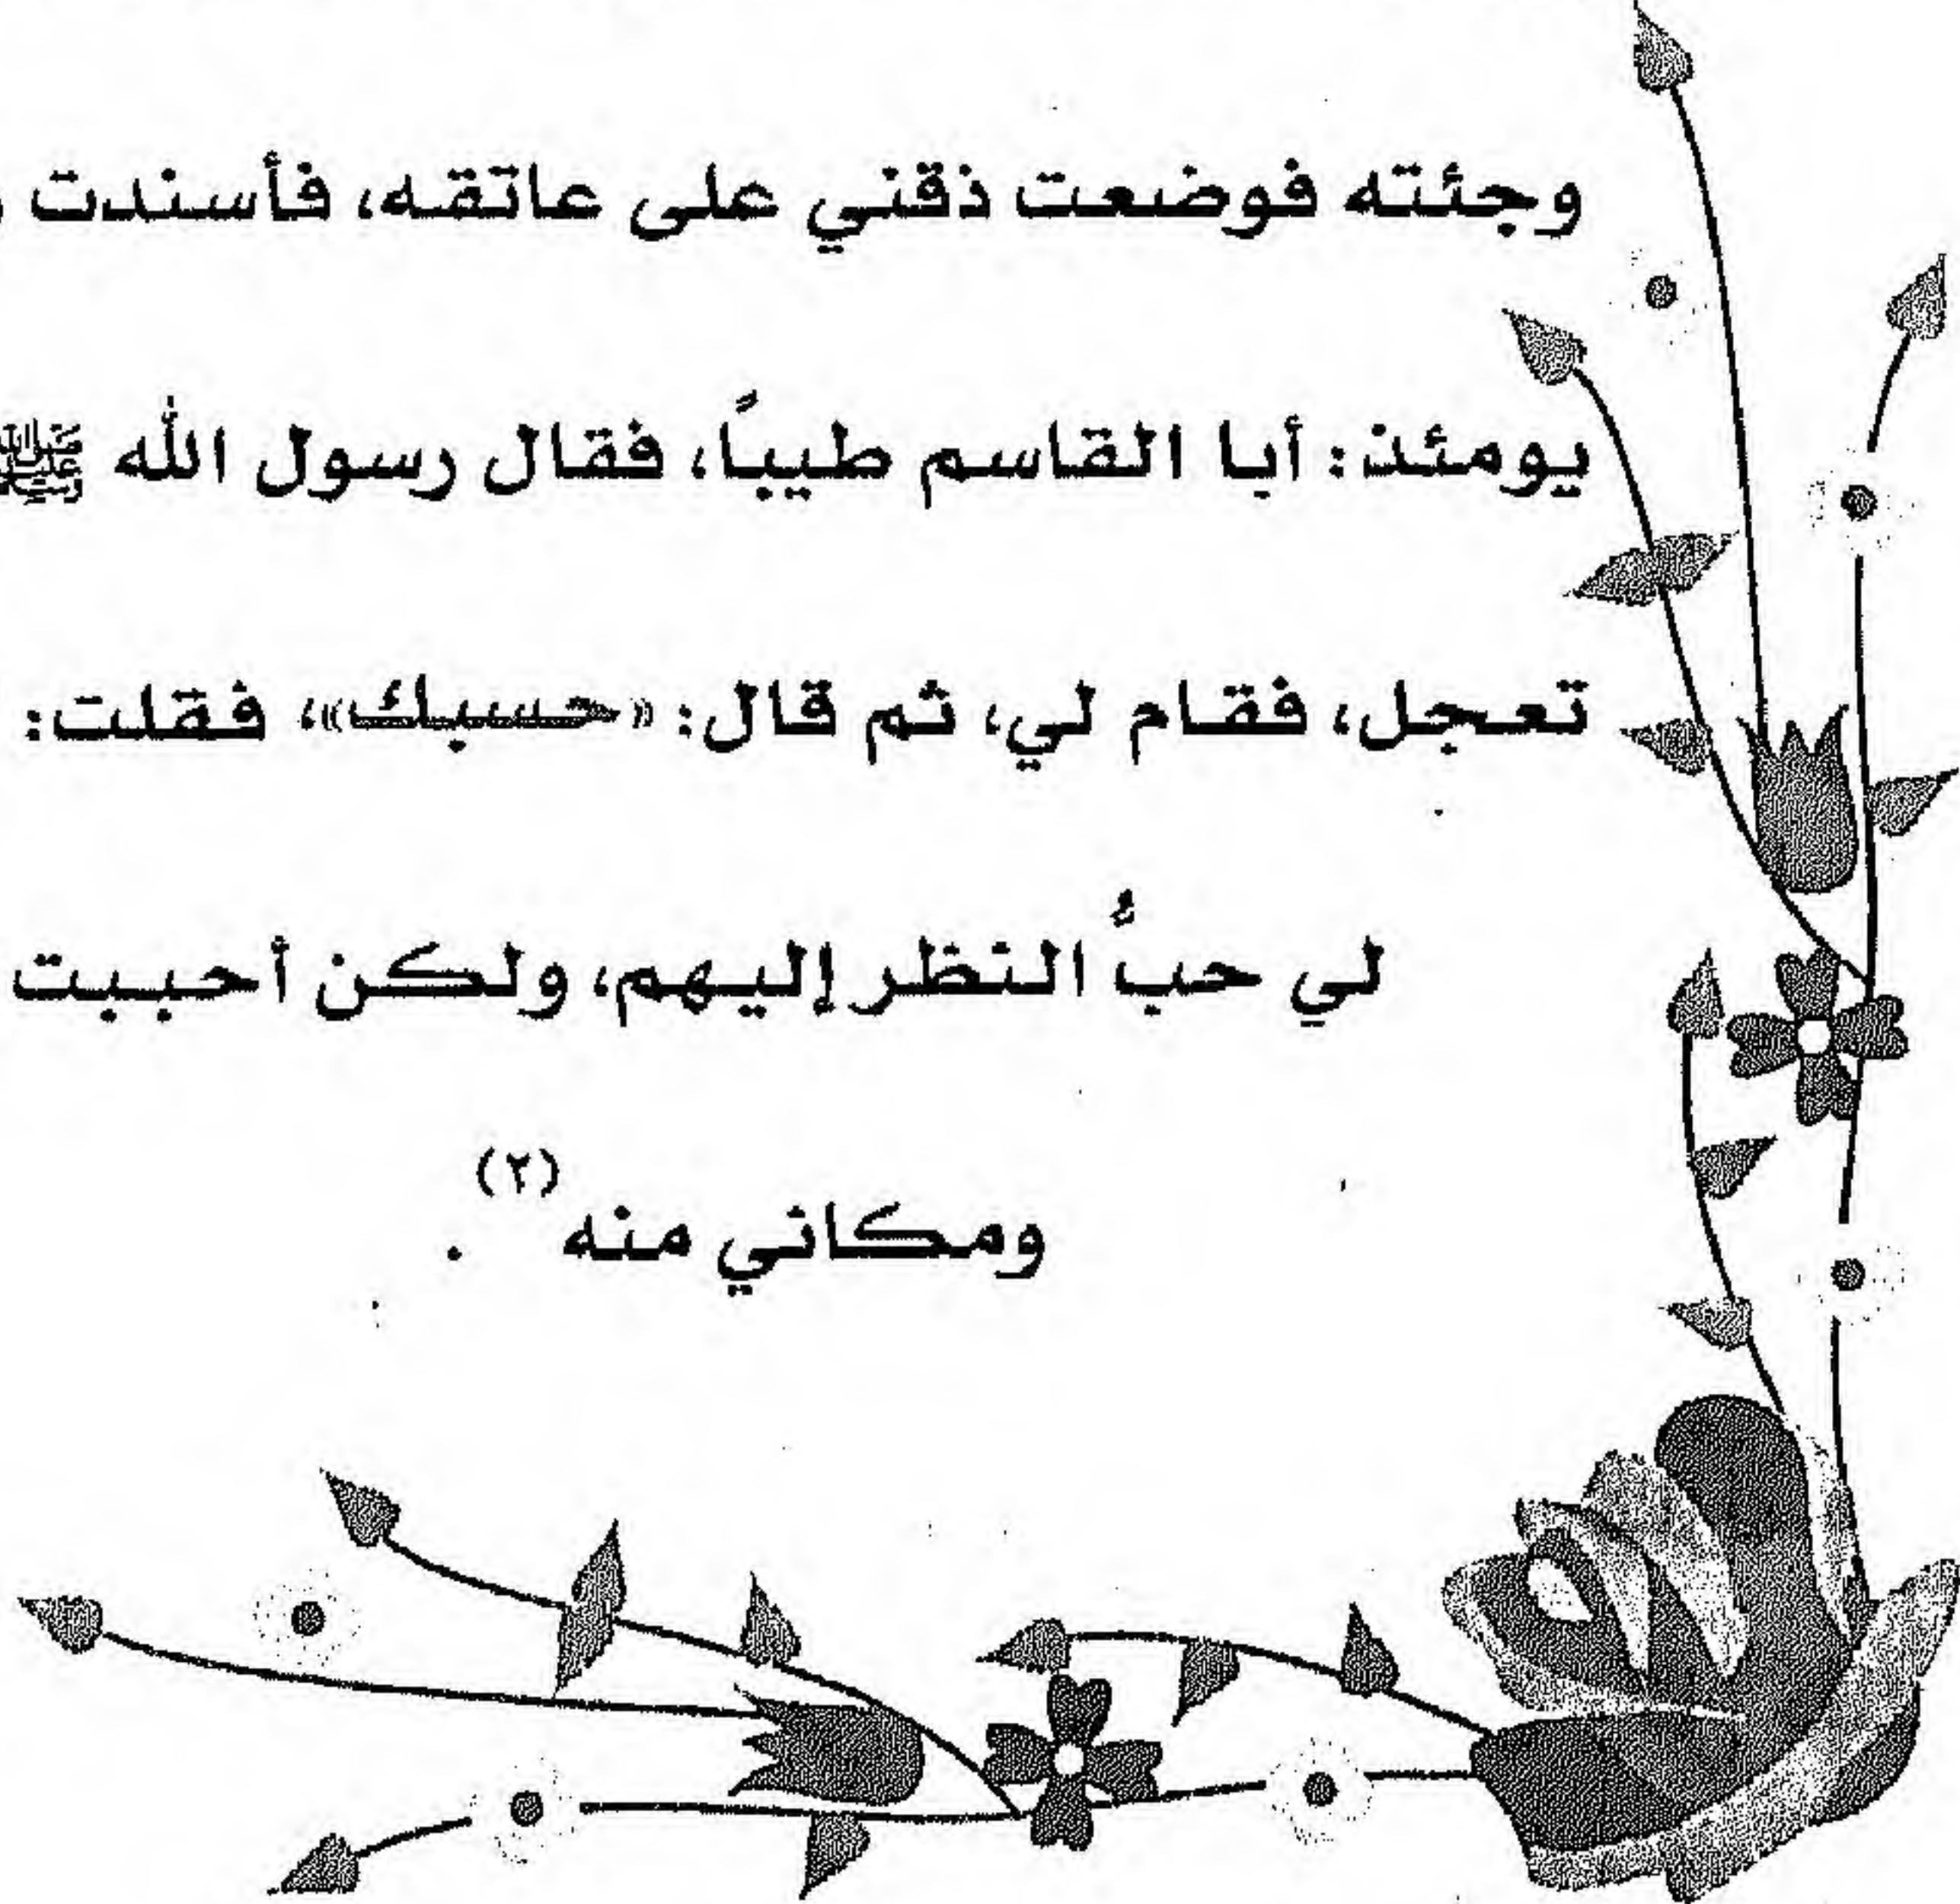 وجئته فوضعت ذقني على عاتقه، فأسندت
يومئذ: أبا القاسم طيباً، فقال رسول الله ﷺ
تعجل، فقام لي، ثم قال: «حسبك»، فقلت:
لي حبُّ النظر إليهم، ولكن أحببت
ومكاني منه (٢) .